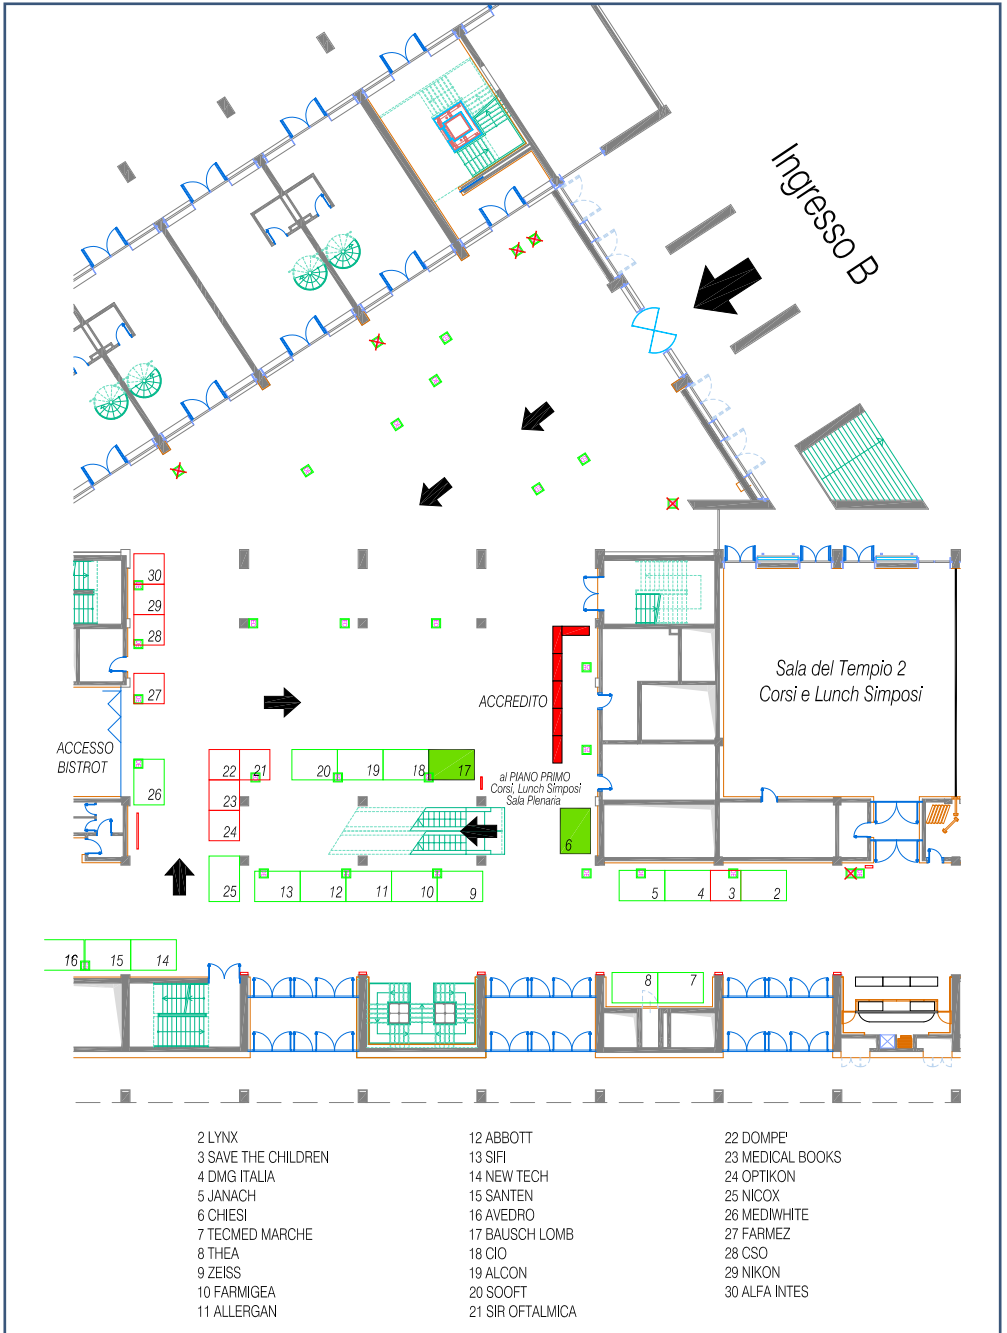 Ingresso B
30
29
28
27
Sala del Tempio 2
Corsi e Lunch Simposi
ACCREDITO
ACCESSO
BISTROT
26
22
21
20
19
18
17
23
24
al PIANO PRIMO
Corsi, Lunch Simposi
Sala Plenaria
6
25
13
12
11
10
9
5
4
3
2
16
15
14
8
7
2 LYNX
3 SAVE THE CHILDREN
4 DMG ITALIA
5 JANACH
6 CHIESI
7 TECMED MARCHE
8 THEA
9 ZEISS
10 FARMIGEA
11 ALLERGAN
12 ABBOTT
13 SIFI
14 NEW TECH
15 SANTEN
16 AVEDRO
17 BAUSCH LOMB
18 CIO
19 ALCON
20 SOOFT
21 SIR OFTALMICA
22 DOMPE'
23 MEDICAL BOOKS
24 OPTIKON
25 NICOX
26 MEDIWHITE
27 FARMEZ
28 CSO
29 NIKON
30 ALFA INTES